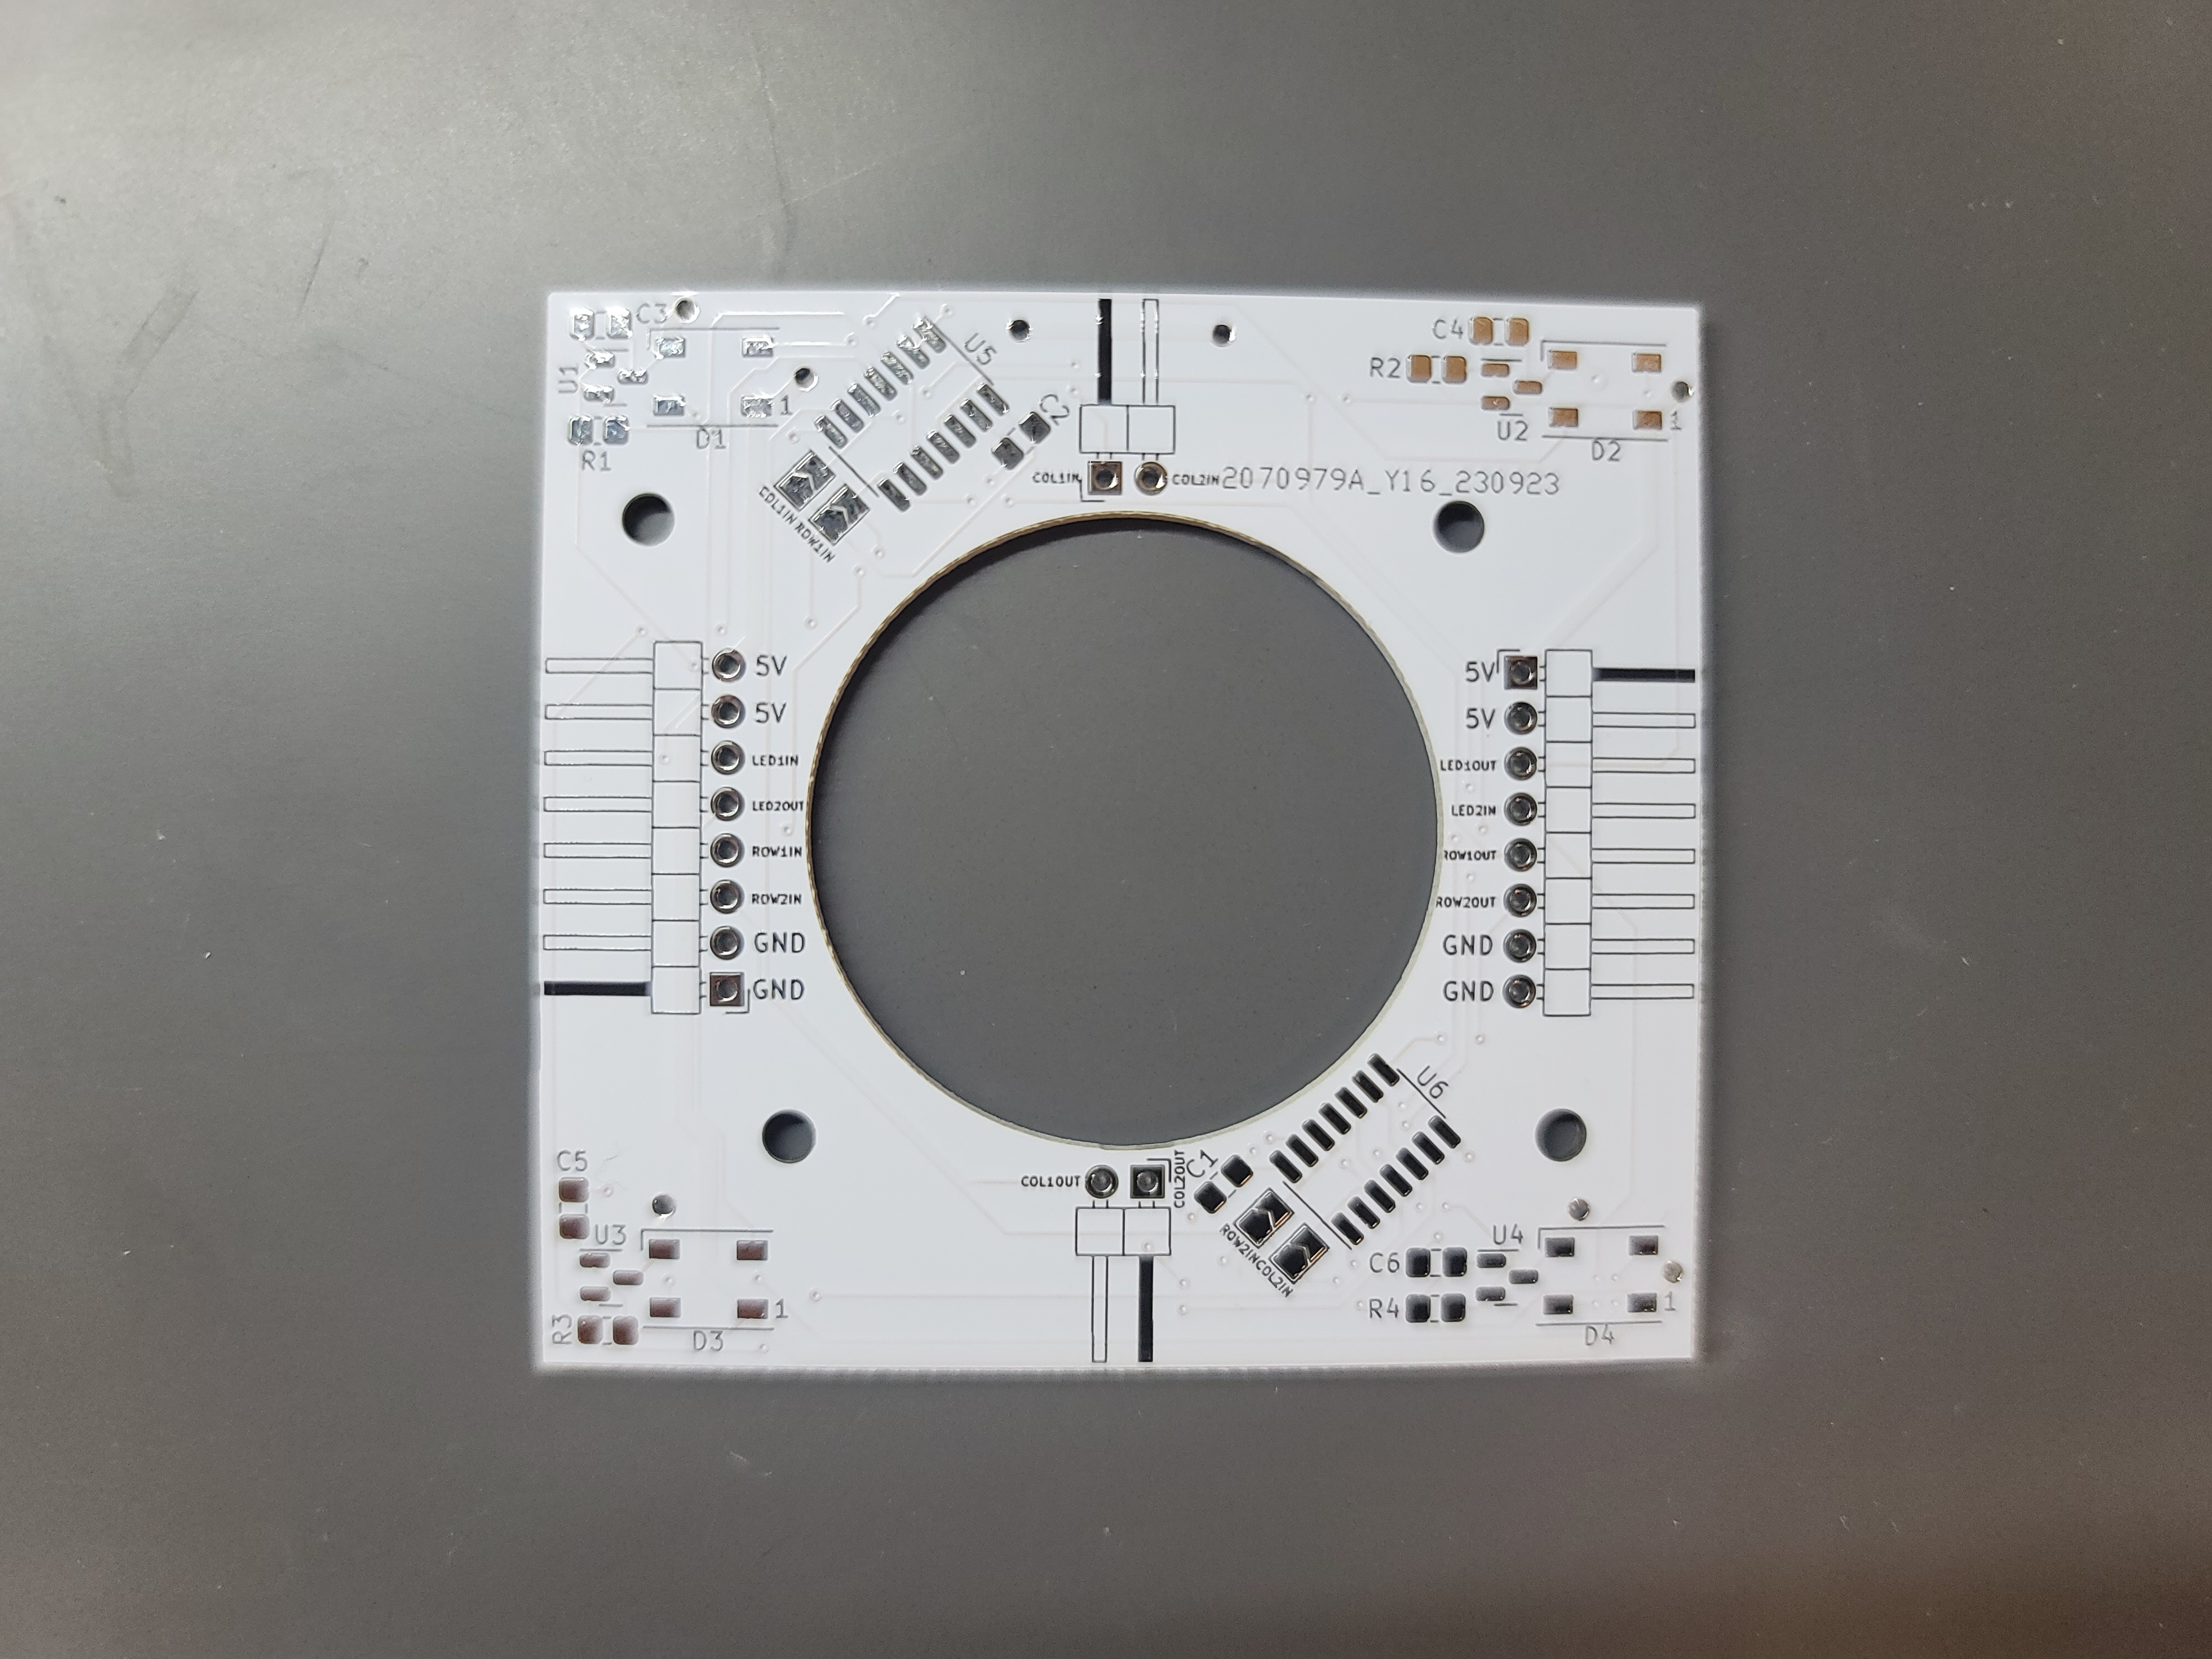 C3
U1
1
D1
R1
U5
C2
COL1IN
ROW1IN
COL1IN
COL2IN
2070979A_Y16_230923
C4
R2
U2
1
D2
5V
5V
LED1IN
LED2OUT
ROW1IN
ROW2IN
GND
GND
5V
5V
LED1OUT
LED2IN
ROW1OUT
ROW2OUT
GND
GND
C5
U3
R3
1
D3
COL1OUT
COL2OUT
C1
U6
ROW2IN
COL2IN
C6
R4
U4
1
D4